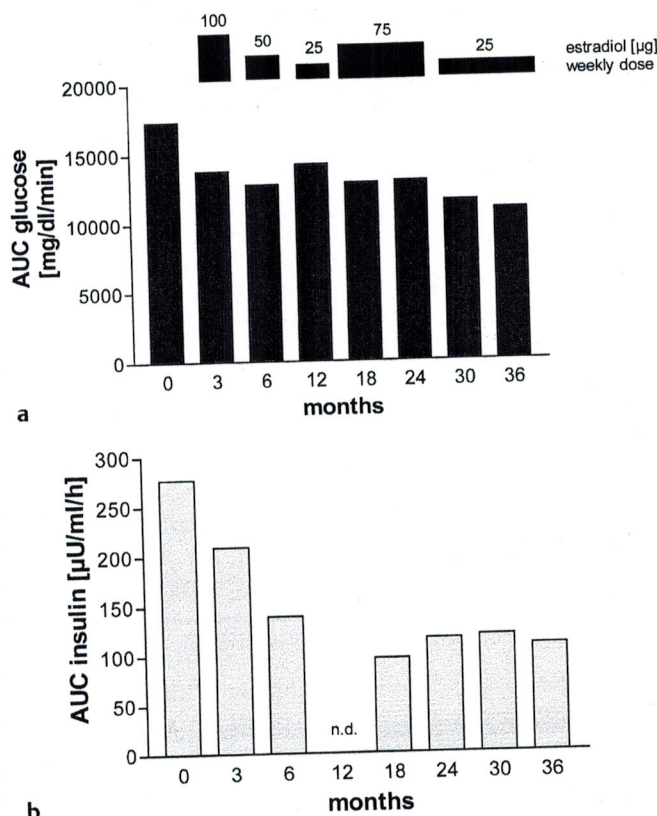 100
50
25
75
25
estradiol [µg]
weekly dose
AUC glucose
[mg/dl/min]
20000
15000
10000
5000
0
0 3 6 12 18 24 30 36
months
a
AUC insulin [µU/ml/h]
300
250
200
150
100
50
0
n.d.
0 3 6 12 18 24 30 36
months
b